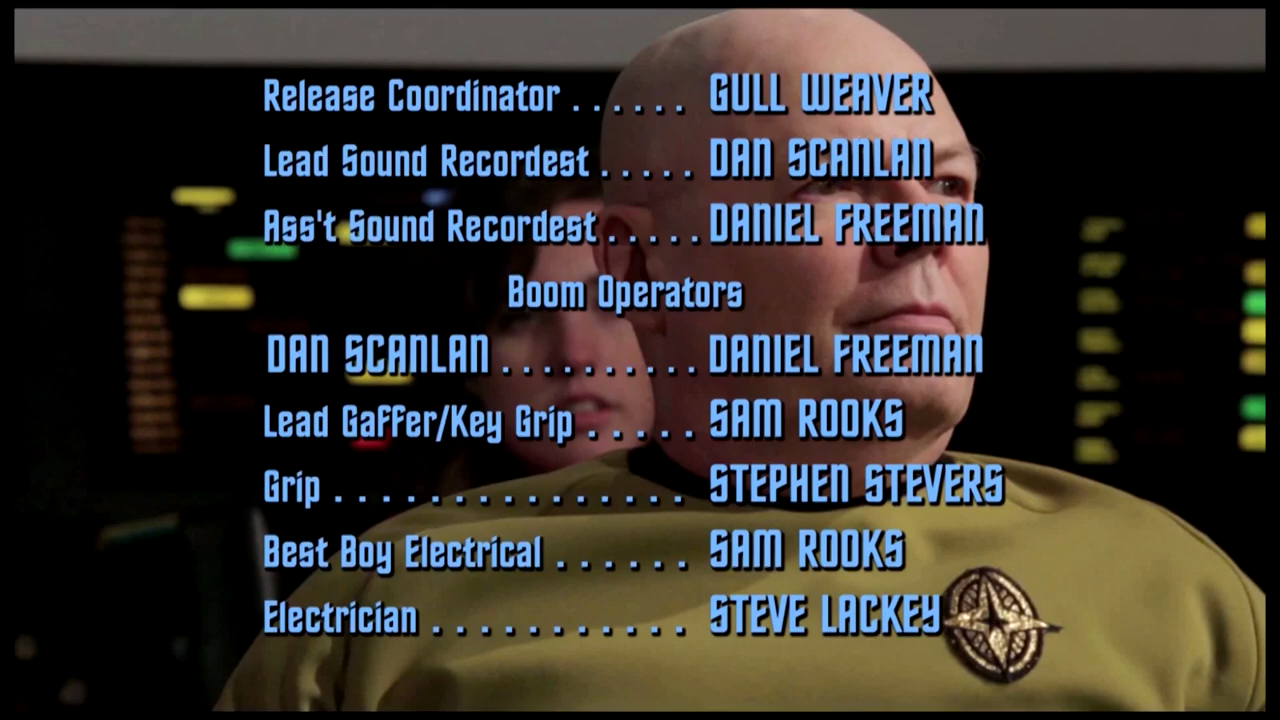 Release Coordinator . . . . . . GULL WEAVER
Lead Sound Recordest . . . . . DAN SCANLAN
Ass't Sound Recordest . . . . . DANIEL FREEMAN
Boom Operators
DAN SCANLAN . . . . . . . . . . DANIEL FREEMAN
Lead Gaffer/Key Grip . . . . . SAM ROOKS
Grip . . . . . . . . . . . . . . . STEPHEN STEVERS
Best Boy Electrical . . . . . . SAM ROOKS
Electrician . . . . . . . . . . . STEVE LACKEY